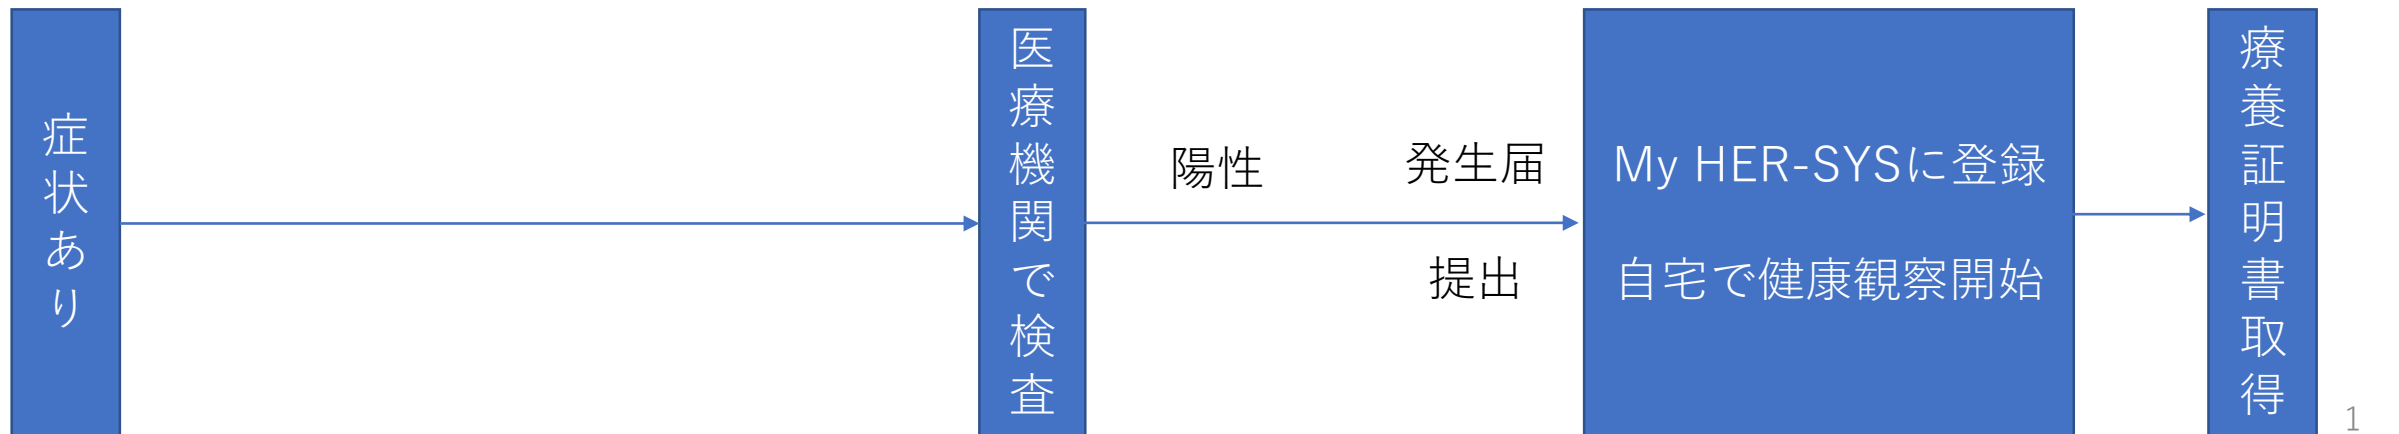 症状あり
医療機関で検査
陽性
発生届
提出
My HER-SYSに登録
自宅で健康観察開始
療養証明書取得
1